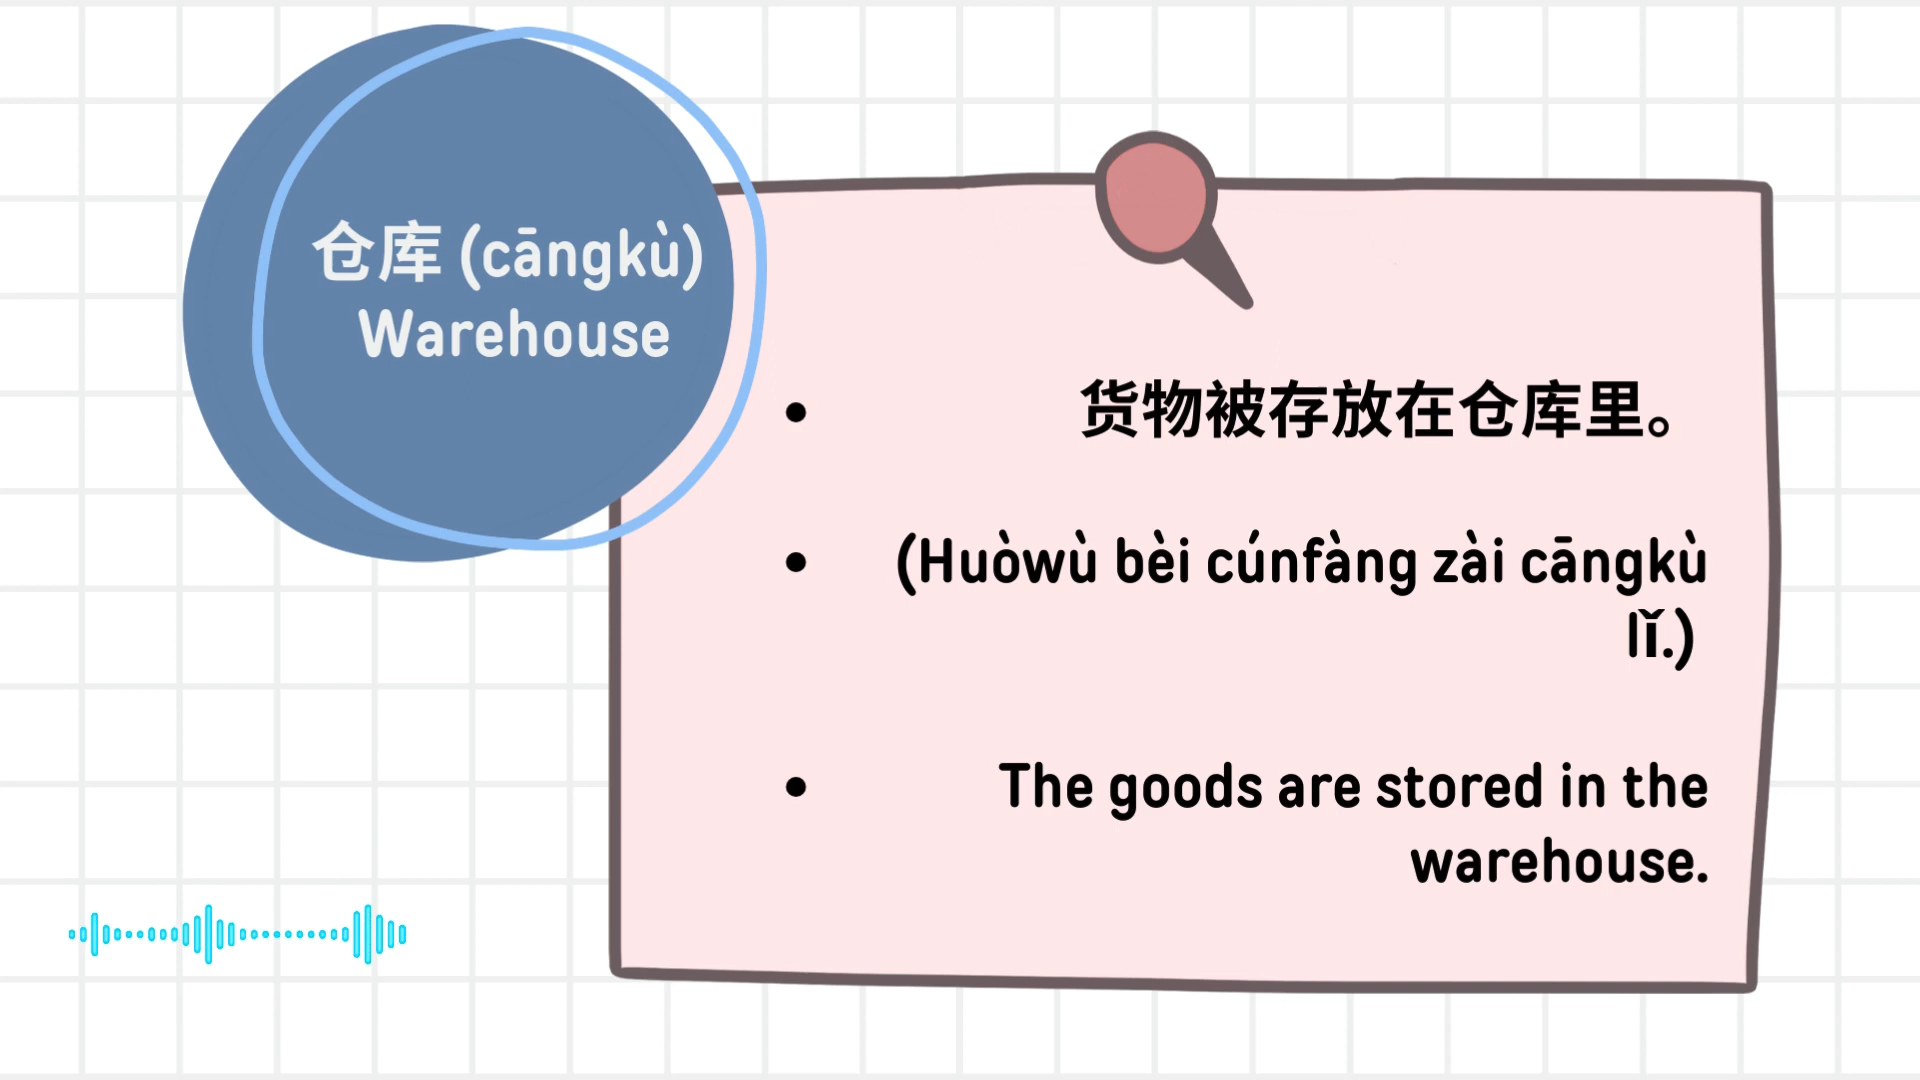 仓库 (cāngkù)
Warehouse
• 货物被存放在仓库里。
• (Huòwù bèi cúnfàng zài cāngkù
lǐ.)
• The goods are stored in the
warehouse.